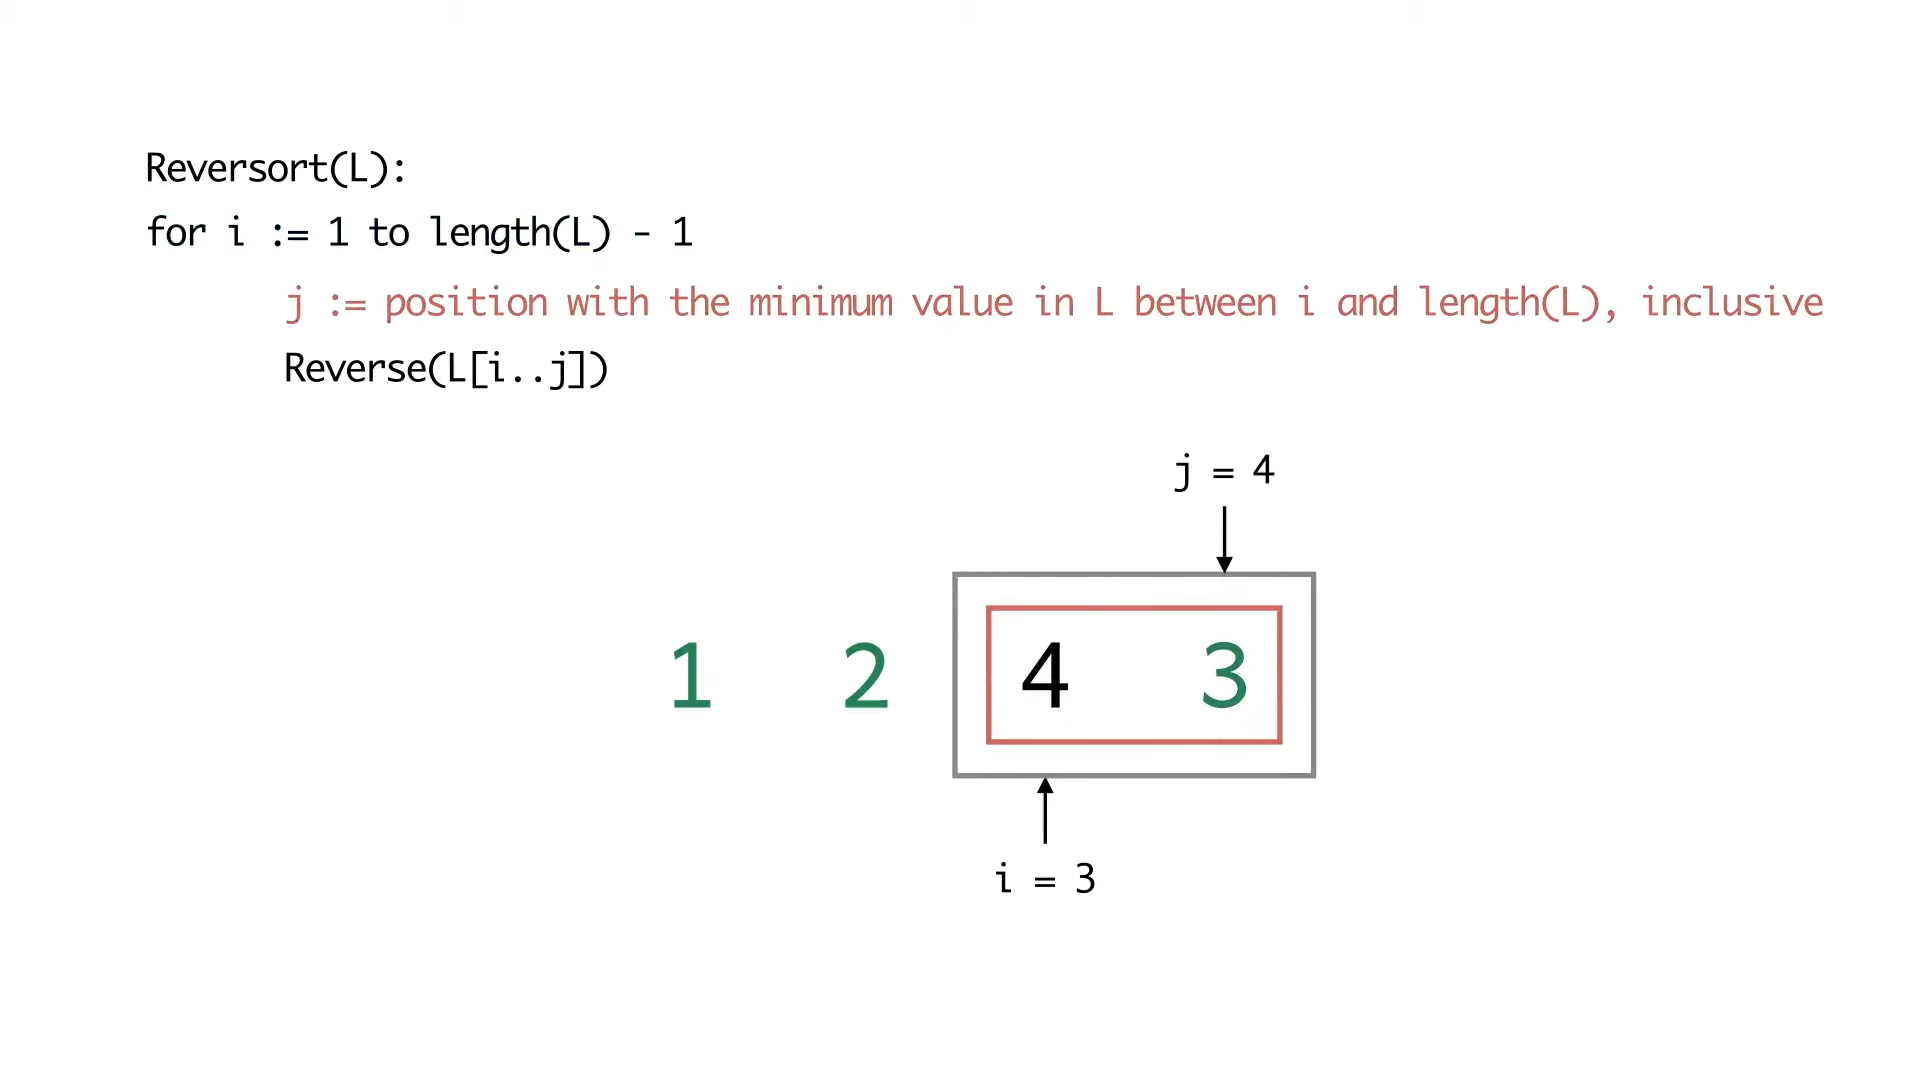 Reversort(L):
for i := 1 to length(L) - 1
j := position with the minimum value in L between i and length(L), inclusive
Reverse(L[i..j])
j = 4
1 2 4 3
i = 3